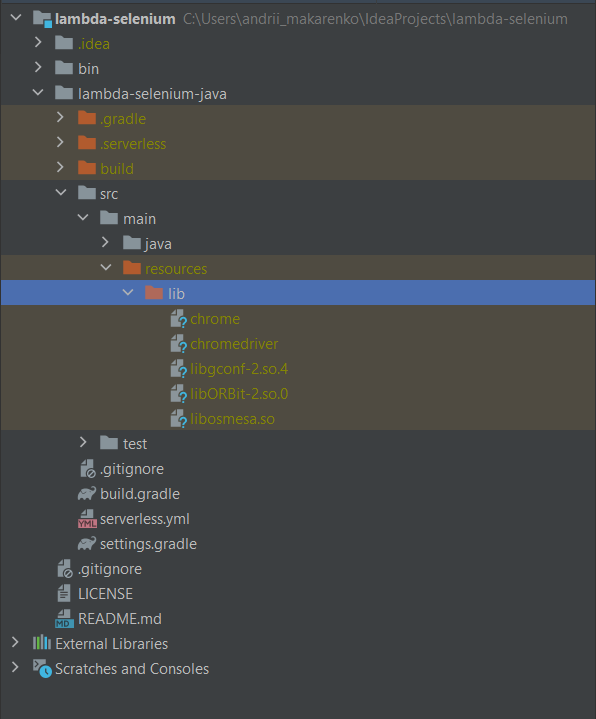 lambda-selenium C:\Users\andrii_makarenko\IdeaProjects\lambda-selenium
.idea
bin
lambda-selenium-java
.gradle
.serverless
build
src
main
java
resources
lib
chrome
chromedriver
libgconf-2.so.4
libORBit-2.so.0
libosmesa.so
test
.gitignore
build.gradle
YML serverless.yml
settings.gradle
.gitignore
LICENSE
MD README.md
External Libraries
Scratches and Consoles